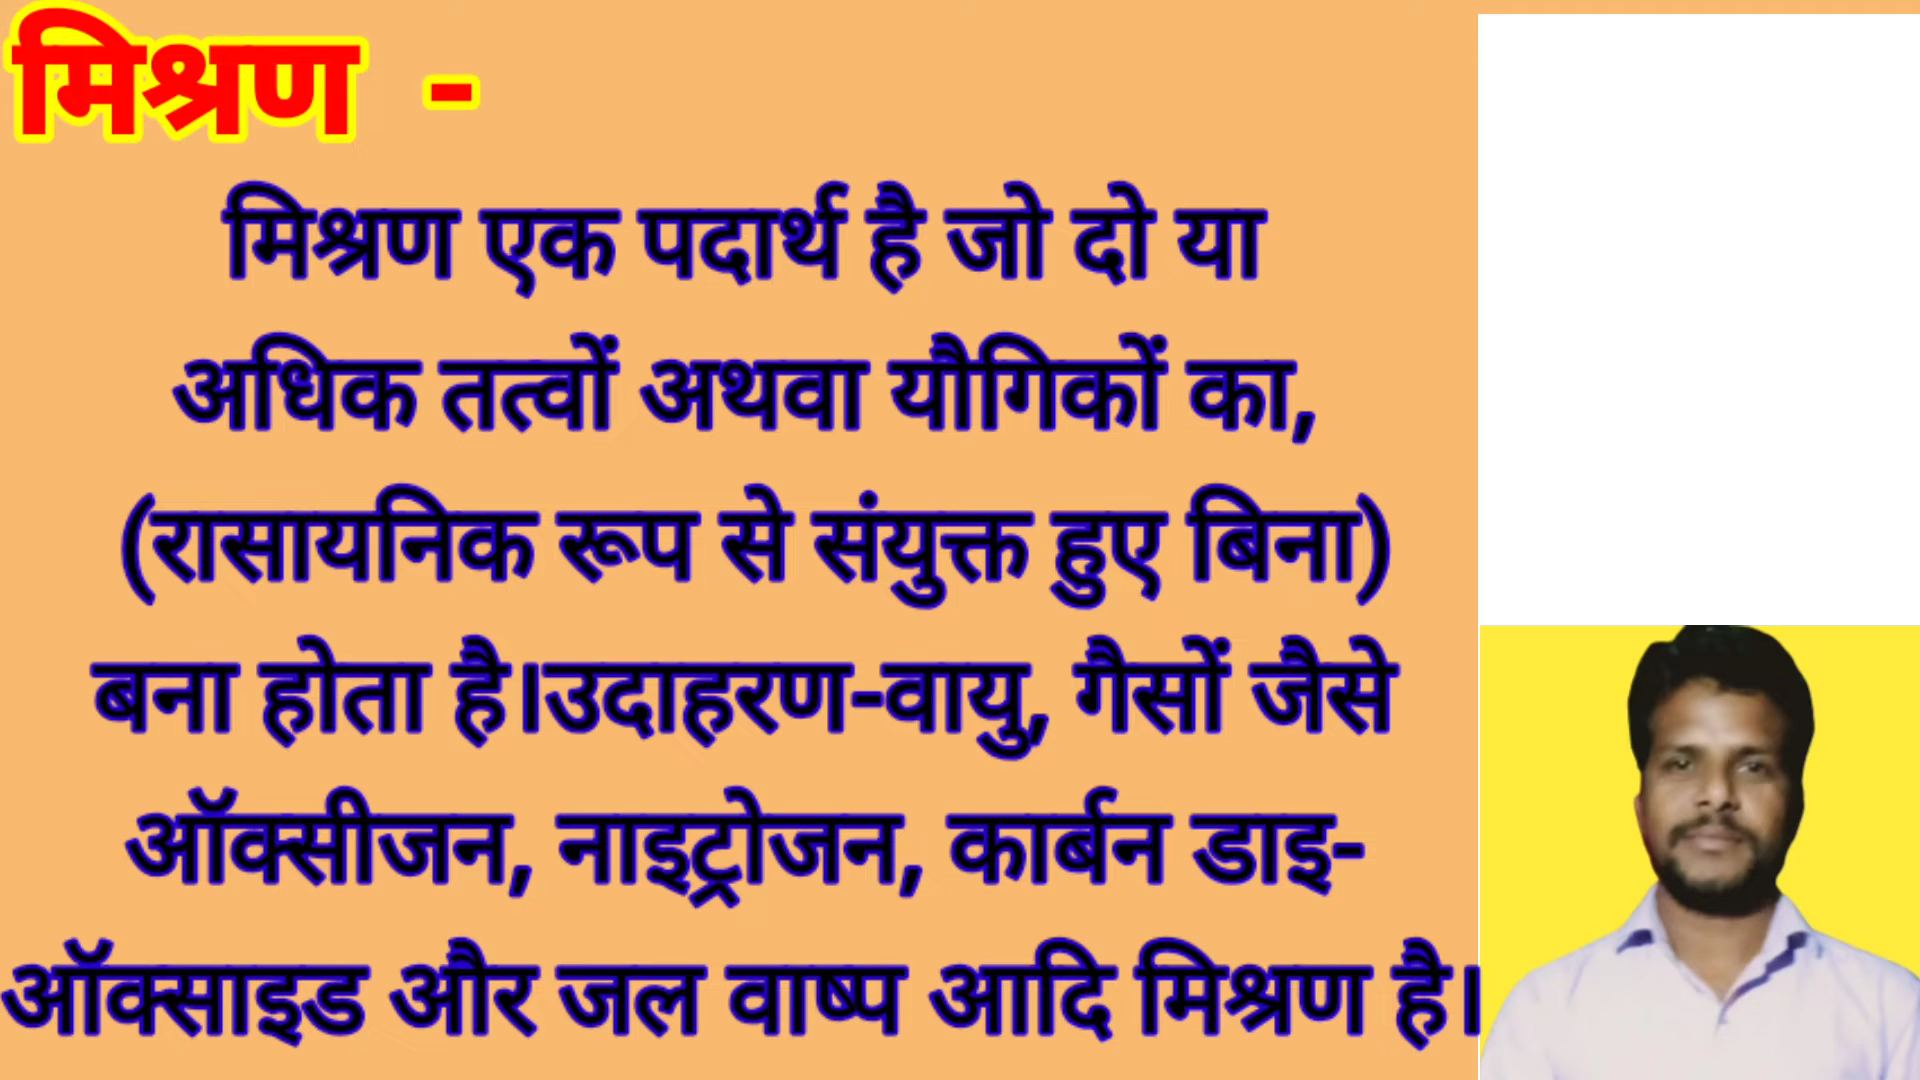 मिश्रण -
मिश्रण एक पदार्थ है जो दो या
अधिक तत्वों अथवा यौगिकों का,
(रासायनिक रूप से संयुक्त हुए बिना)
बना होता है।उदाहरण-वायु, गैसों जैसे
ऑक्सीजन, नाइट्रोजन, कार्बन डाइ-
ऑक्साइड और जल वाष्प आदि मिश्रण है।